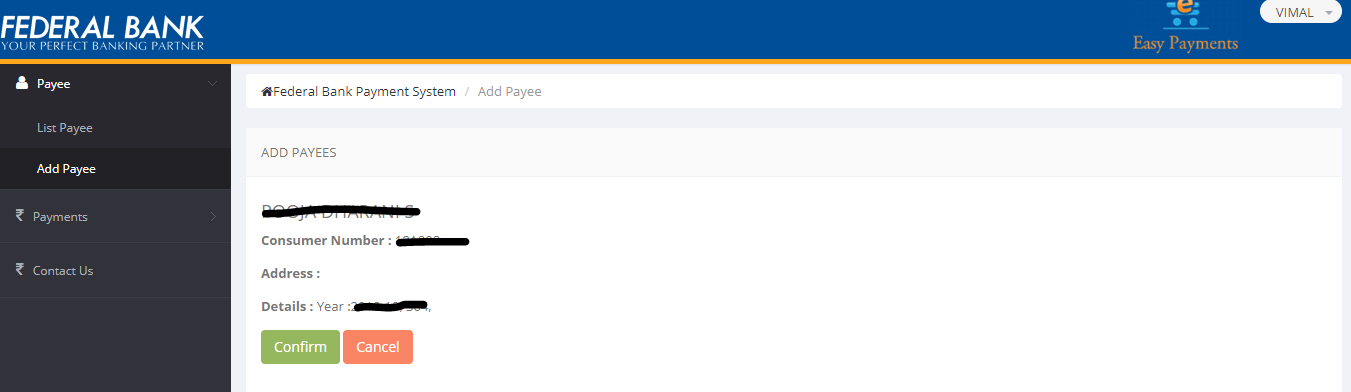 FEDERAL BANK
YOUR PERFECT BANKING PARTNER
Easy Payments
VIMAL
Payee
List Payee
Add Payee
₹ Payments
₹ Contact Us
Federal Bank Payment System / Add Payee
ADD PAYEES
Consumer Number :
Address :
Details : Year :
Confirm Cancel